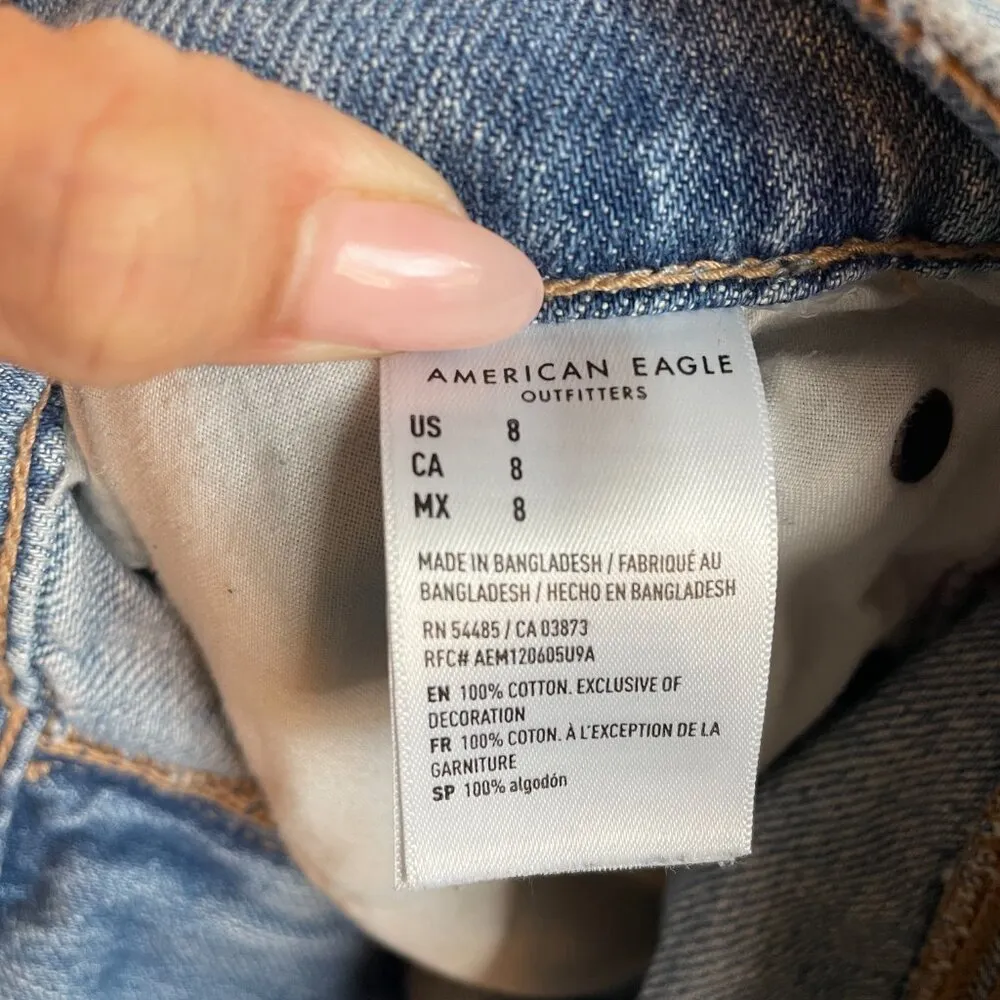 AMERICAN EAGLE
OUTFITTERS
US 8
CA 8
MX 8
MADE IN BANGLADESH / FABRIQUÉ AU
BANGLADESH / HECHO EN BANGLADESH
RN 54485 / CA 03873
RFC# AEM120605U9A
EN 100% COTTON. EXCLUSIVE OF
DECORATION
FR 100% COTON. À L'EXCEPTION DE LA
GARNITURE
SP 100% algodón